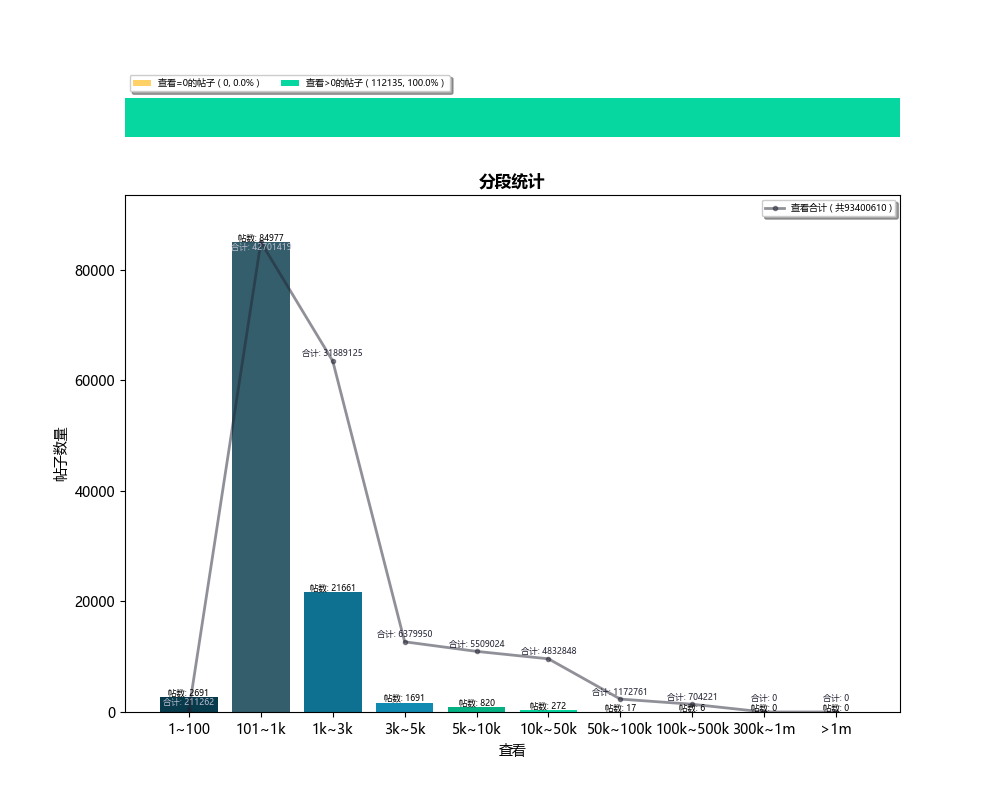 查看=0的帖子 ( 0, 0.0% )
查看>0的帖子 ( 112135, 100.0% )
分段统计
查看合计 ( 共93400610 )
帖子数量
80000
60000
40000
20000
0
帖数: 2691
合计: 211262
帖数: 84977
合计: 42701419
合计: 31889125
帖数: 21661
合计: 6379950
帖数: 1691
合计: 5509024
帖数: 820
合计: 4832848
帖数: 272
合计: 1172761
帖数: 17
合计: 704221
帖数: 6
合计: 0
帖数: 0
合计: 0
帖数: 0
1~100
101~1k
1k~3k
3k~5k
5k~10k
10k~50k
50k~100k
100k~500k
300k~1m
>1m
查看